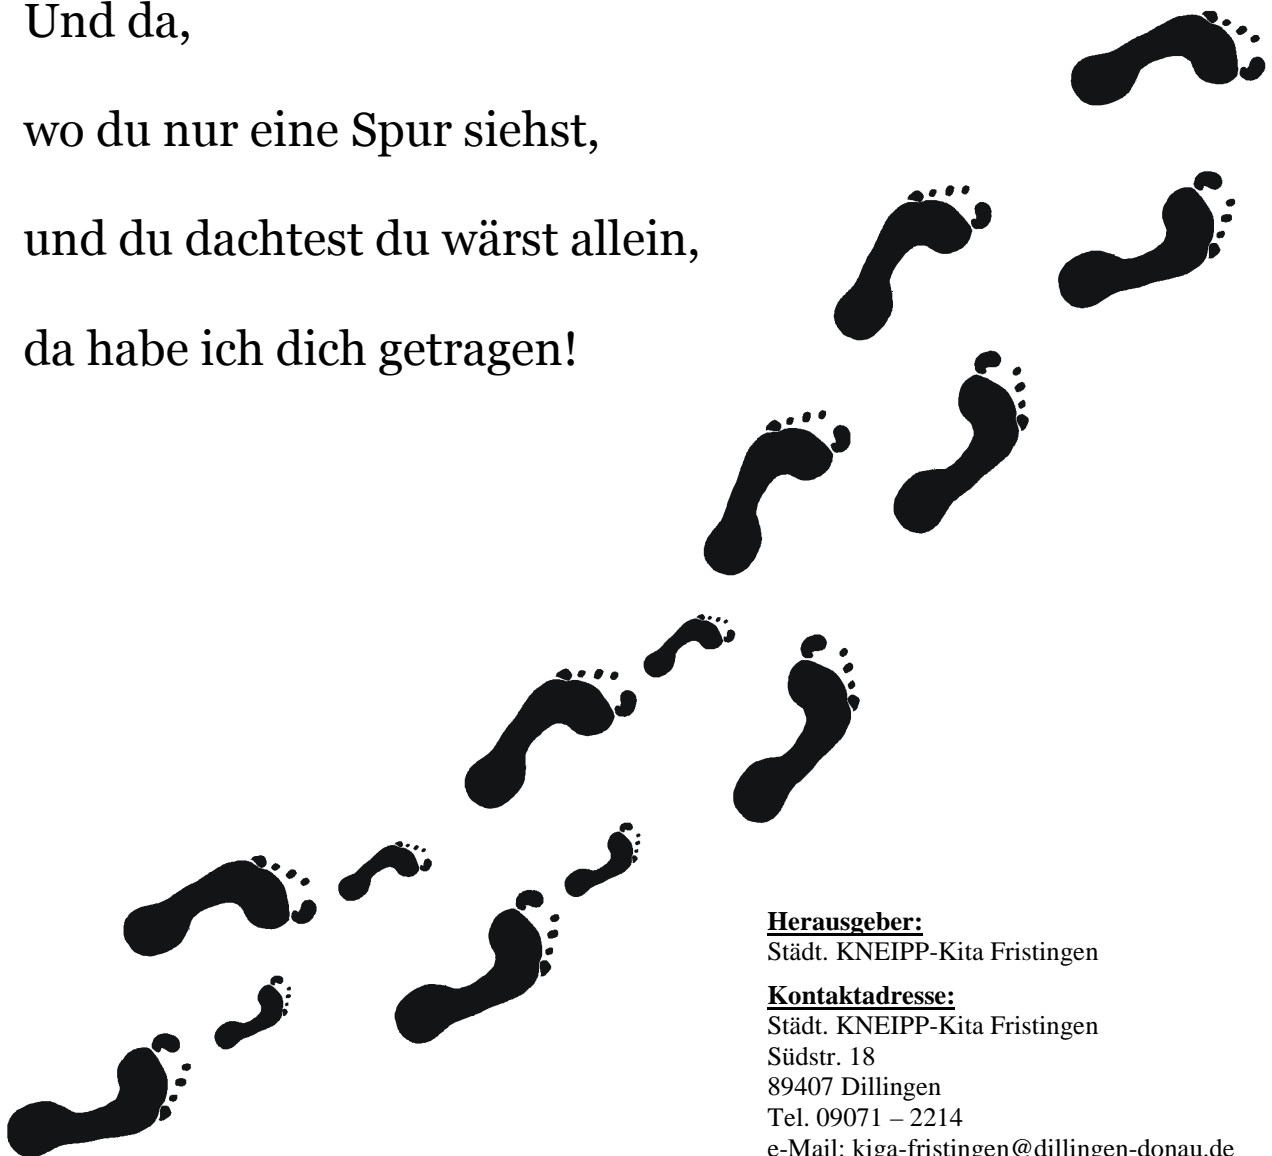 Und da,
wo du nur eine Spur siehst,
und du dachtest du wärst allein,
da habe ich dich getragen!
Herausgeber:
Städt. KNEIPP-Kita Fristingen
Kontaktadresse:
Städt. KNEIPP-Kita Fristingen
Südstr. 18
89407 Dillingen
Tel. 09071 – 2214
e-Mail: kiga-fristingen@dillingen-donau.de